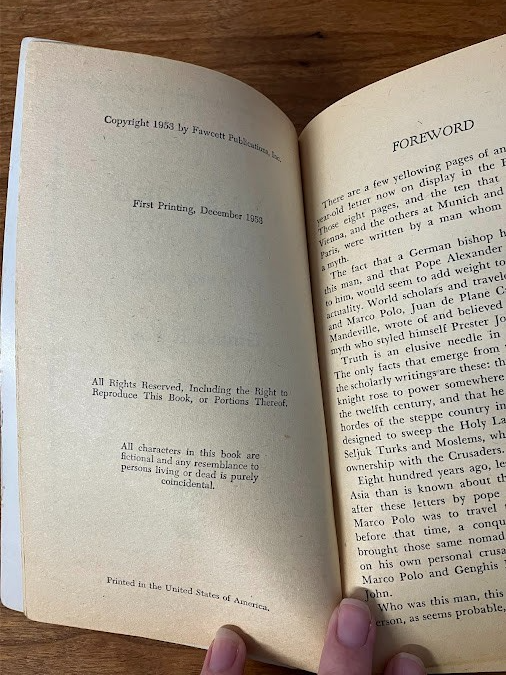 Copyright 1953 by Fawcett Publications, Inc.
First Printing, December 1953
All Rights Reserved, Including the Right to
Reproduce This Book, or Portions Thereof.
All characters in this book are
fictional and any resemblance to
persons living or dead is purely
coincidental.
Printed in the United States of America.
FOREWORD
There are a few yellowing pages of an
year-old letter now on display in the
Those eight pages, and the ten that
Vienna, and the others at Munich and
Paris, were written by a man whom
a myth.
The fact that a German bishop
this man, and that Pope Alexander
to him, would seem to add weight to
actuality. World scholars and
and Marco Polo, Juan de Plane
Mandeville, wrote of and believed
myth who styled himself Prester
Truth is an elusive needle in
The only facts that emerge from
the scholarly writings are these:
knight rose to power somewhere
the twelfth century, and that he
hordes of the steppe country in
designed to sweep the Holy
Seljuk Turks and Moslems,
ownership with the Crusaders.
Eight hundred years ago,
Asia than is known about
after these letters by pope
Marco Polo was to travel
before that time, a
brought those same
on his own personal
Marco Polo and Genghis
John.
Who was this man, this
as seems probable,